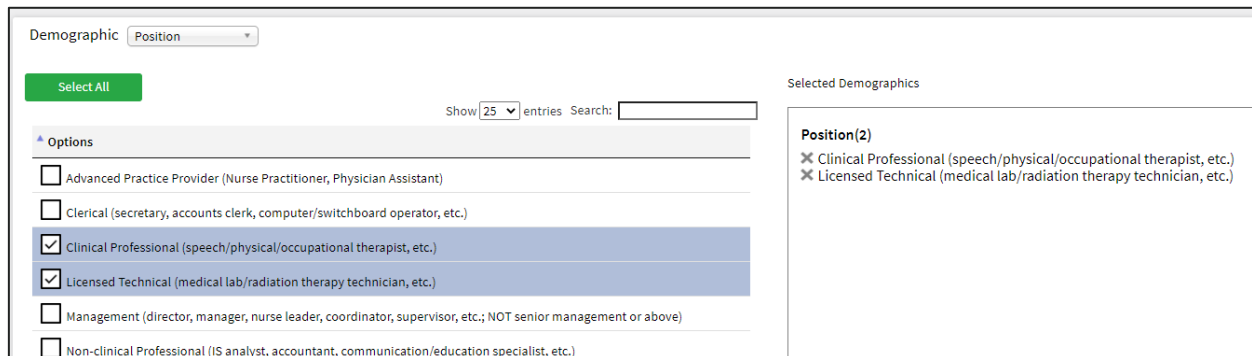 Demographic Position
Select All
Selected Demographics
Show 25 entries Search:
Options
Advanced Practice Provider (Nurse Practitioner, Physician Assistant)
Clerical (secretary, accounts clerk, computer/switchboard operator, etc.)
Clinical Professional (speech/physical/occupational therapist, etc.)
Licensed Technical (medical lab/radiation therapy technician, etc.)
Management (director, manager, nurse leader, coordinator, supervisor, etc.; NOT senior management or above)
Non-clinical Professional (IS analyst, accountant, communication/education specialist, etc.)
Position(2)
Clinical Professional (speech/physical/occupational therapist, etc.)
Licensed Technical (medical lab/radiation therapy technician, etc.)